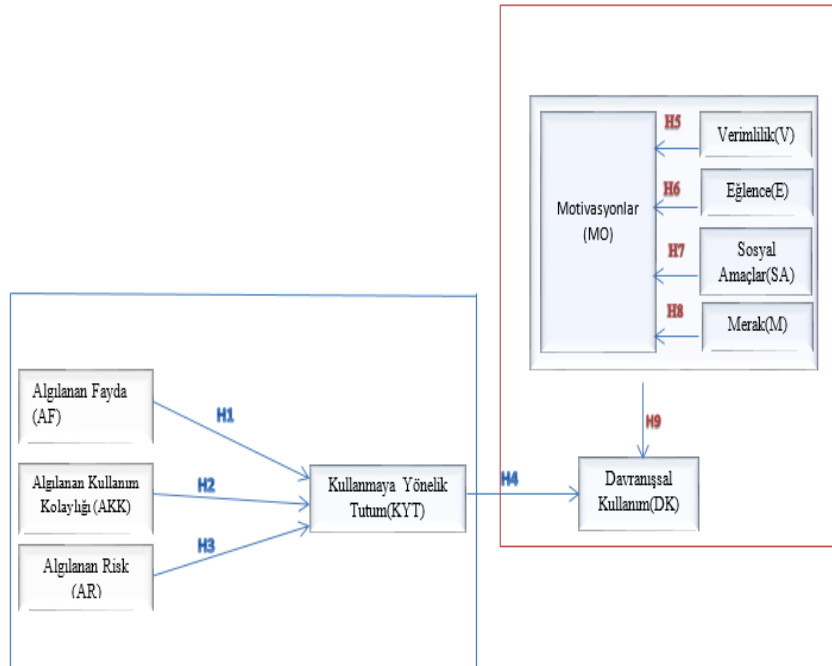 H5
Verimlilik(V)
H6
Eğlence(E)
Motivasyonlar
(MO)
H7
Sosyal
Amaçlar(SA)
H8
Merak(M)
Algılanan Fayda
(AF)
H1
H9
Algılanan Kullanım
Kolaylığı (AKK)
H2
Kullanmaya Yönelik
Tutum(KYT)
H4
Davranışsal
Kullanım(DK)
H3
Algılanan Risk
(AR)